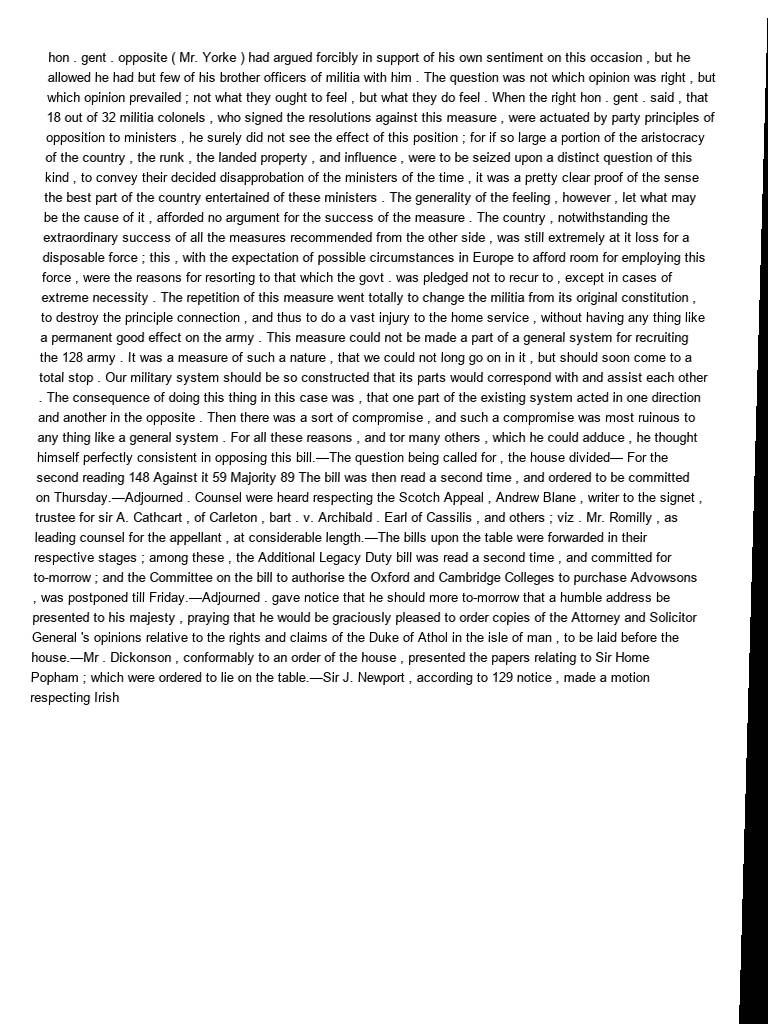 hon . gent . opposite ( Mr. Yorke ) had argued forcibly in support of his own sentiment on this occasion , but he
allowed he had but few of his brother officers of militia with him . The question was not which opinion was right , but
which opinion prevailed ; not what they ought to feel , but what they do feel . When the right hon . gent . said , that
18 out of 32 militia colonels , who signed the resolutions against this measure , were actuated by party principles of
opposition to ministers , he surely did not see the effect of this position ; for if so large a portion of the aristocracy
of the country , the runk , the landed property , and influence , were to be seized upon a distinct question of this
kind , to convey their decided disapprobation of the ministers of the time , it was a pretty clear proof of the sense
the best part of the country entertained of these ministers . The generality of the feeling , however , let what may
be the cause of it , afforded no argument for the success of the measure . The country , notwithstanding the
extraordinary success of all the measures recommended from the other side , was still extremely at it loss for a
disposable force ; this , with the expectation of possible circumstances in Europe to afford room for employing this
force , were the reasons for resorting to that which the govt . was pledged not to recur to , except in cases of
extreme necessity . The repetition of this measure went totally to change the militia from its original constitution ,
to destroy the principle connection , and thus to do a vast injury to the home service , without having any thing like
a permanent good effect on the army . This measure could not be made a part of a general system for recruiting
the 128 army . It was a measure of such a nature , that we could not long go on in it , but should soon come to a
total stop . Our military system should be so constructed that its parts would correspond with and assist each other
. The consequence of doing this thing in this case was , that one part of the existing system acted in one direction
and another in the opposite . Then there was a sort of compromise , and such a compromise was most ruinous to
any thing like a general system . For all these reasons , and tor many others , which he could adduce , he thought
himself perfectly consistent in opposing this bill.—The question being called for , the house divided— For the
second reading 148 Against it 59 Majority 89 The bill was then read a second time , and ordered to be committed
on Thursday.—Adjourned . Counsel were heard respecting the Scotch Appeal , Andrew Blane , writer to the signet ,
trustee for sir A. Cathcart , of Carleton , bart . v. Archibald . Earl of Cassilis , and others ; viz . Mr. Romilly , as
leading counsel for the appellant , at considerable length.—The bills upon the table were forwarded in their
respective stages ; among these , the Additional Legacy Duty bill was read a second time , and committed for
to-morrow ; and the Committee on the bill to authorise the Oxford and Cambridge Colleges to purchase Advowsons
, was postponed till Friday.—Adjourned . gave notice that he should more to-morrow that a humble address be
presented to his majesty , praying that he would be graciously pleased to order copies of the Attorney and Solicitor
General 's opinions relative to the rights and claims of the Duke of Athol in the isle of man , to be laid before the
house.—Mr . Dickonson , conformably to an order of the house , presented the papers relating to Sir Home
Popham ; which were ordered to lie on the table.—Sir J. Newport , according to 129 notice , made a motion
respecting Irish